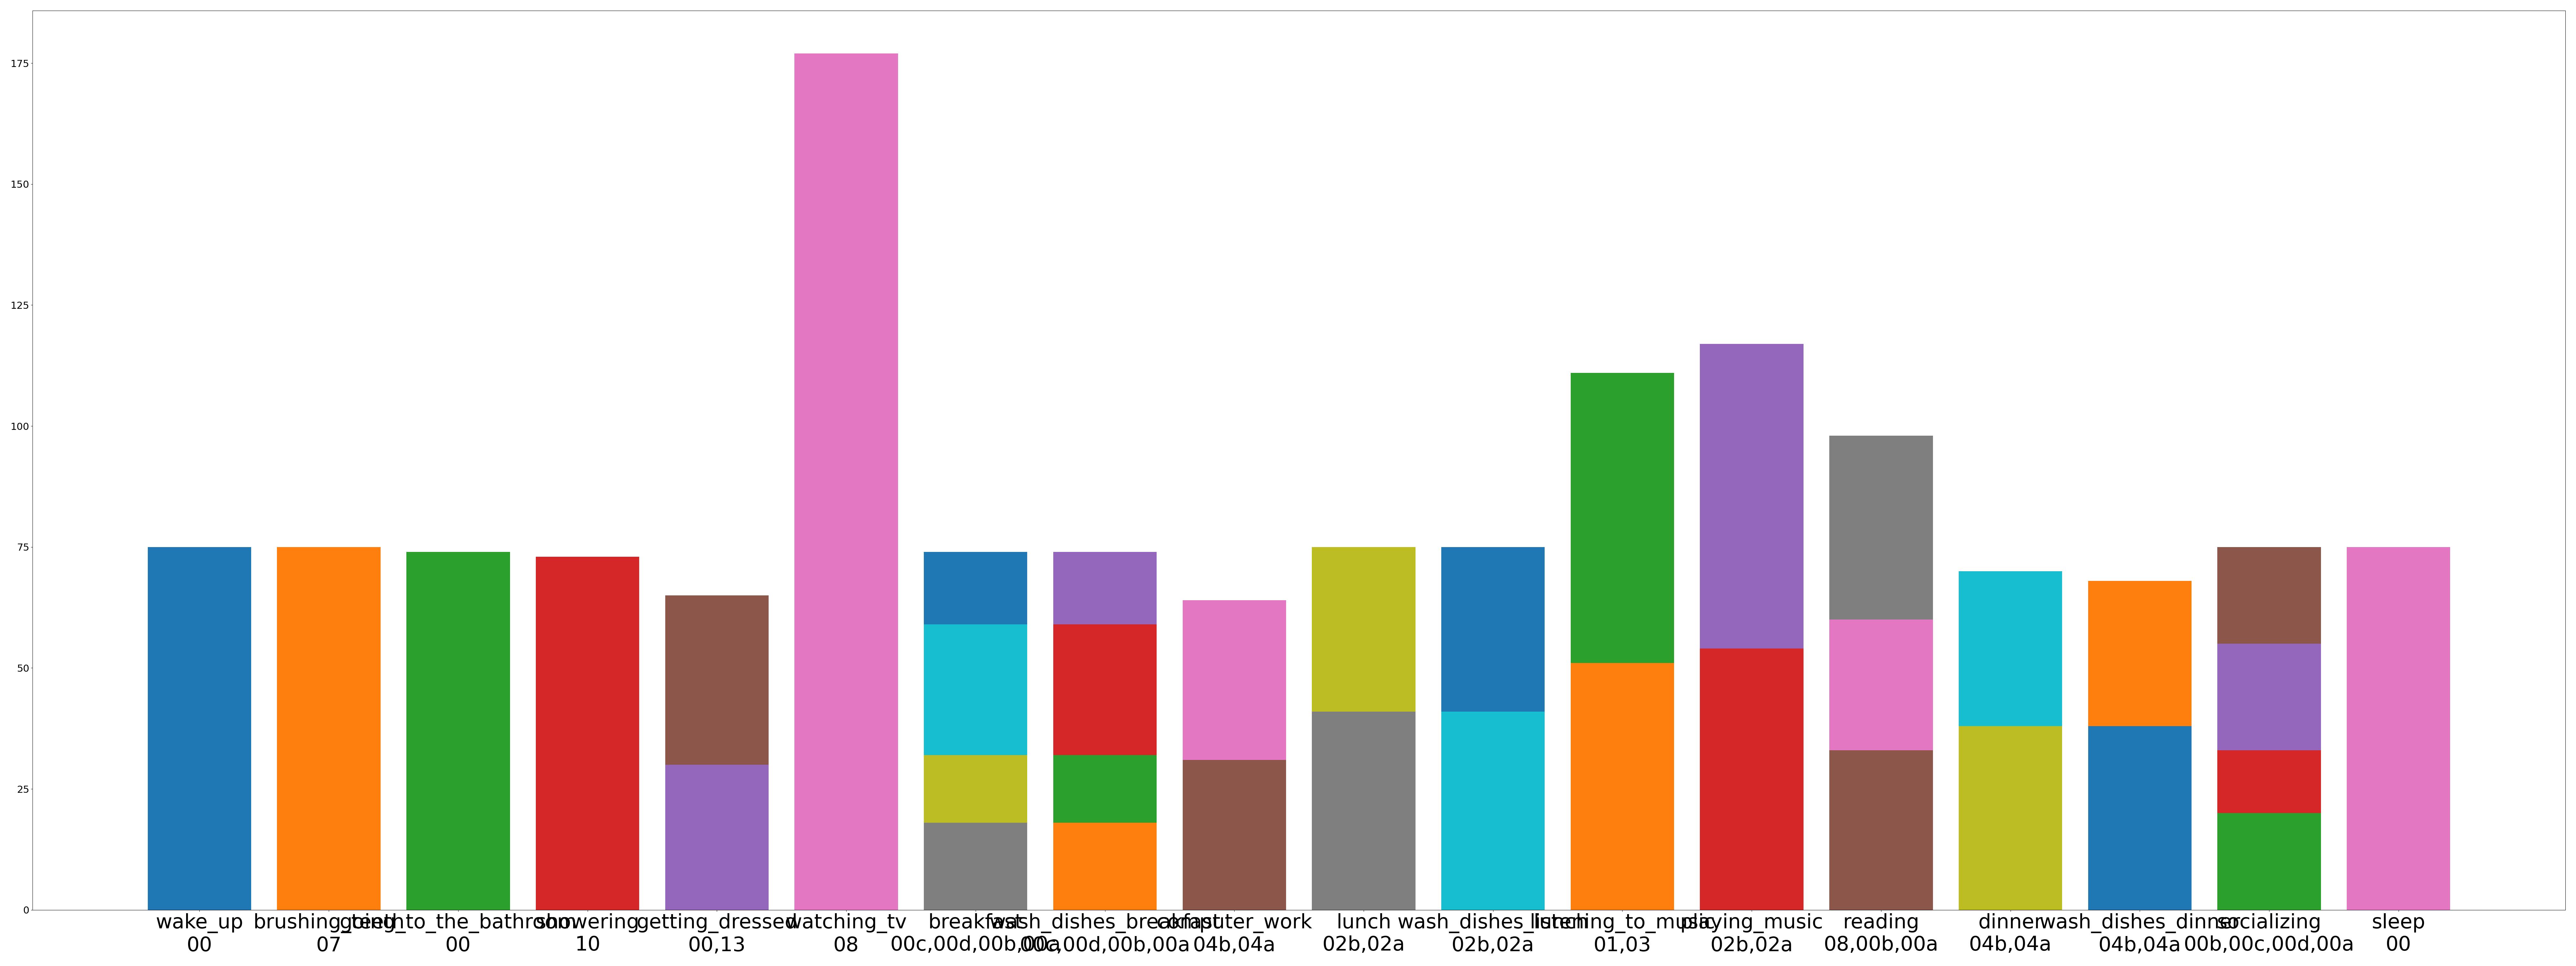 175
150
125
100
75
50
25
0
wake_up
00
brushing_teeth
07
going_to_the_bathroom
00
showering
10
getting_dressed
00,13
watching_tv
08
breakfast
00c,00d,00b,00a
wash_dishes_breakfast
00c,00d,00b,00a
computer_work
04b,04a
lunch
02b,02a
wash_dishes_lunch
02b,02a
listening_to_music
01,03
playing_music
02b,02a
reading
08,00b,00a
dinner
04b,04a
wash_dishes_dinner
04b,04a
socializing
00b,00c,00d,00a
sleep
00